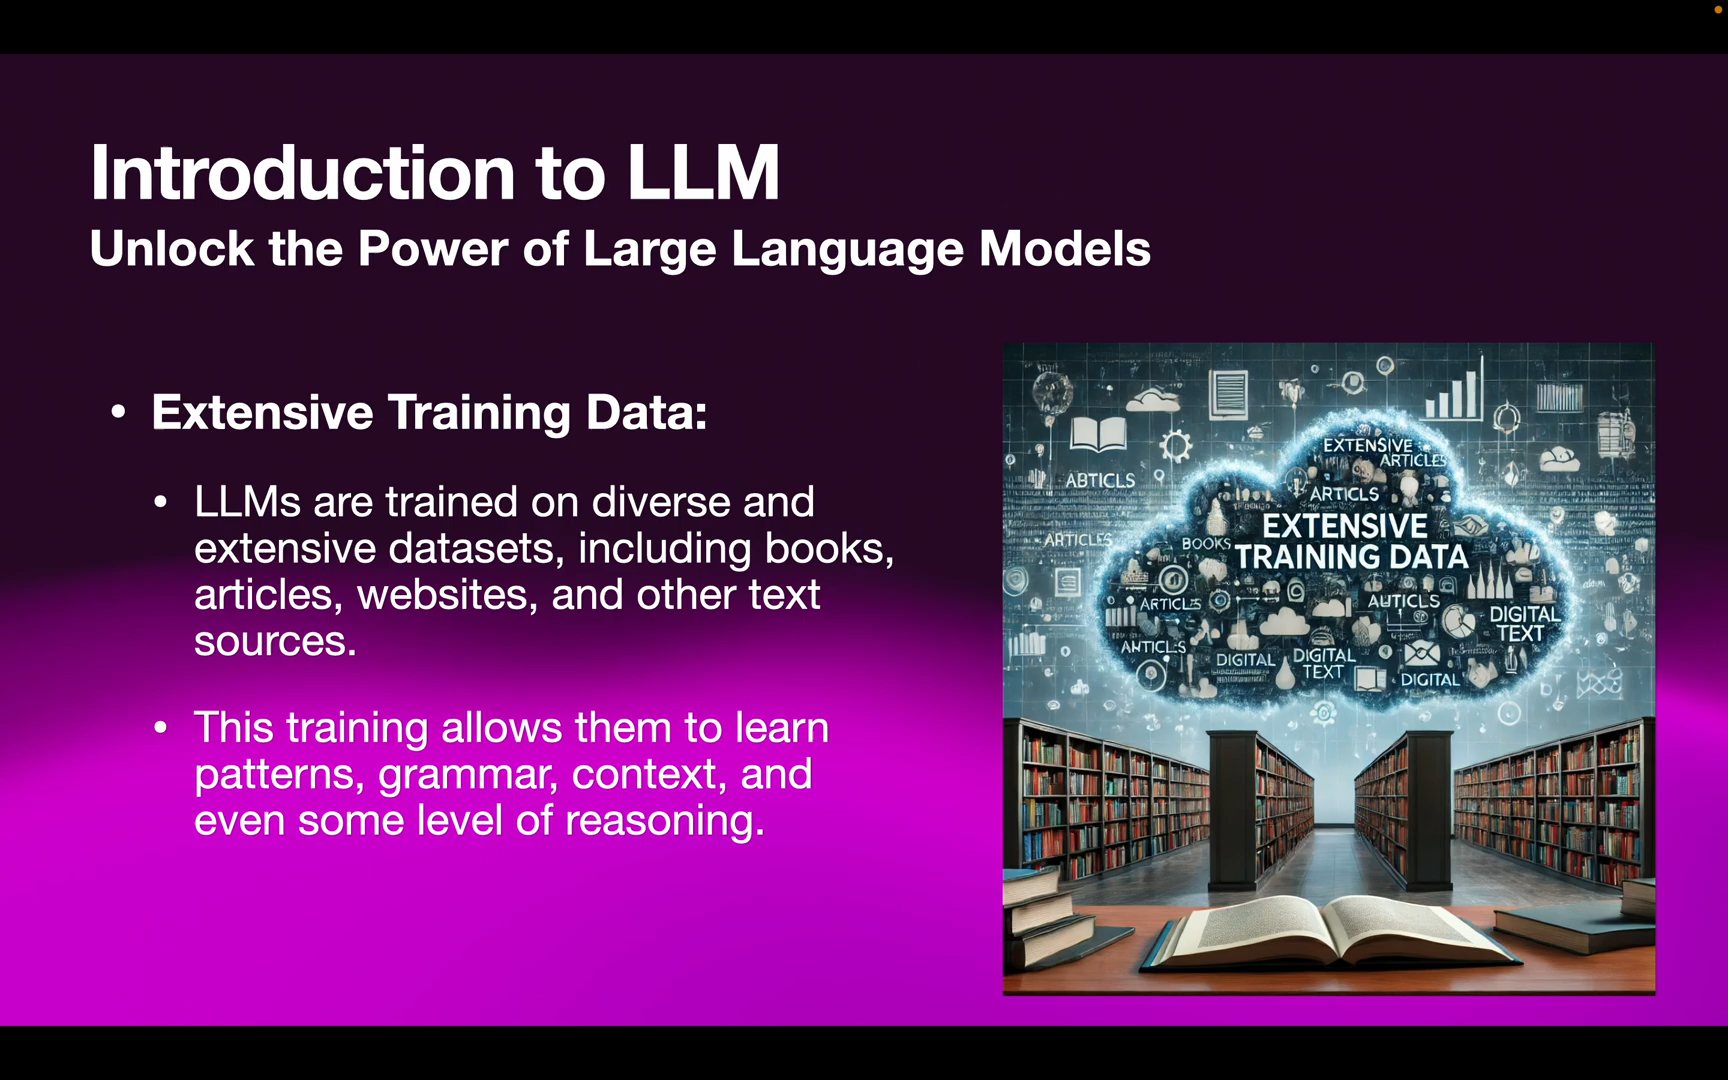 Introduction to LLM
Unlock the Power of Large Language Models
• Extensive Training Data:
• LLMs are trained on diverse and
extensive datasets, including books,
articles, websites, and other text
sources.
• This training allows them to learn
patterns, grammar, context, and
even some level of reasoning.
EXTENSIVE
ARTICLES
ABTICLS
ARTICLS
EXTENSIVE
TRAINING DATA
ARTICLES
BOOKS
ARTICLS
AUTICLS
DIGITAL
TEXT
ANTICLS
DIGITAL
DIGITAL
TEXT
DIGITAL